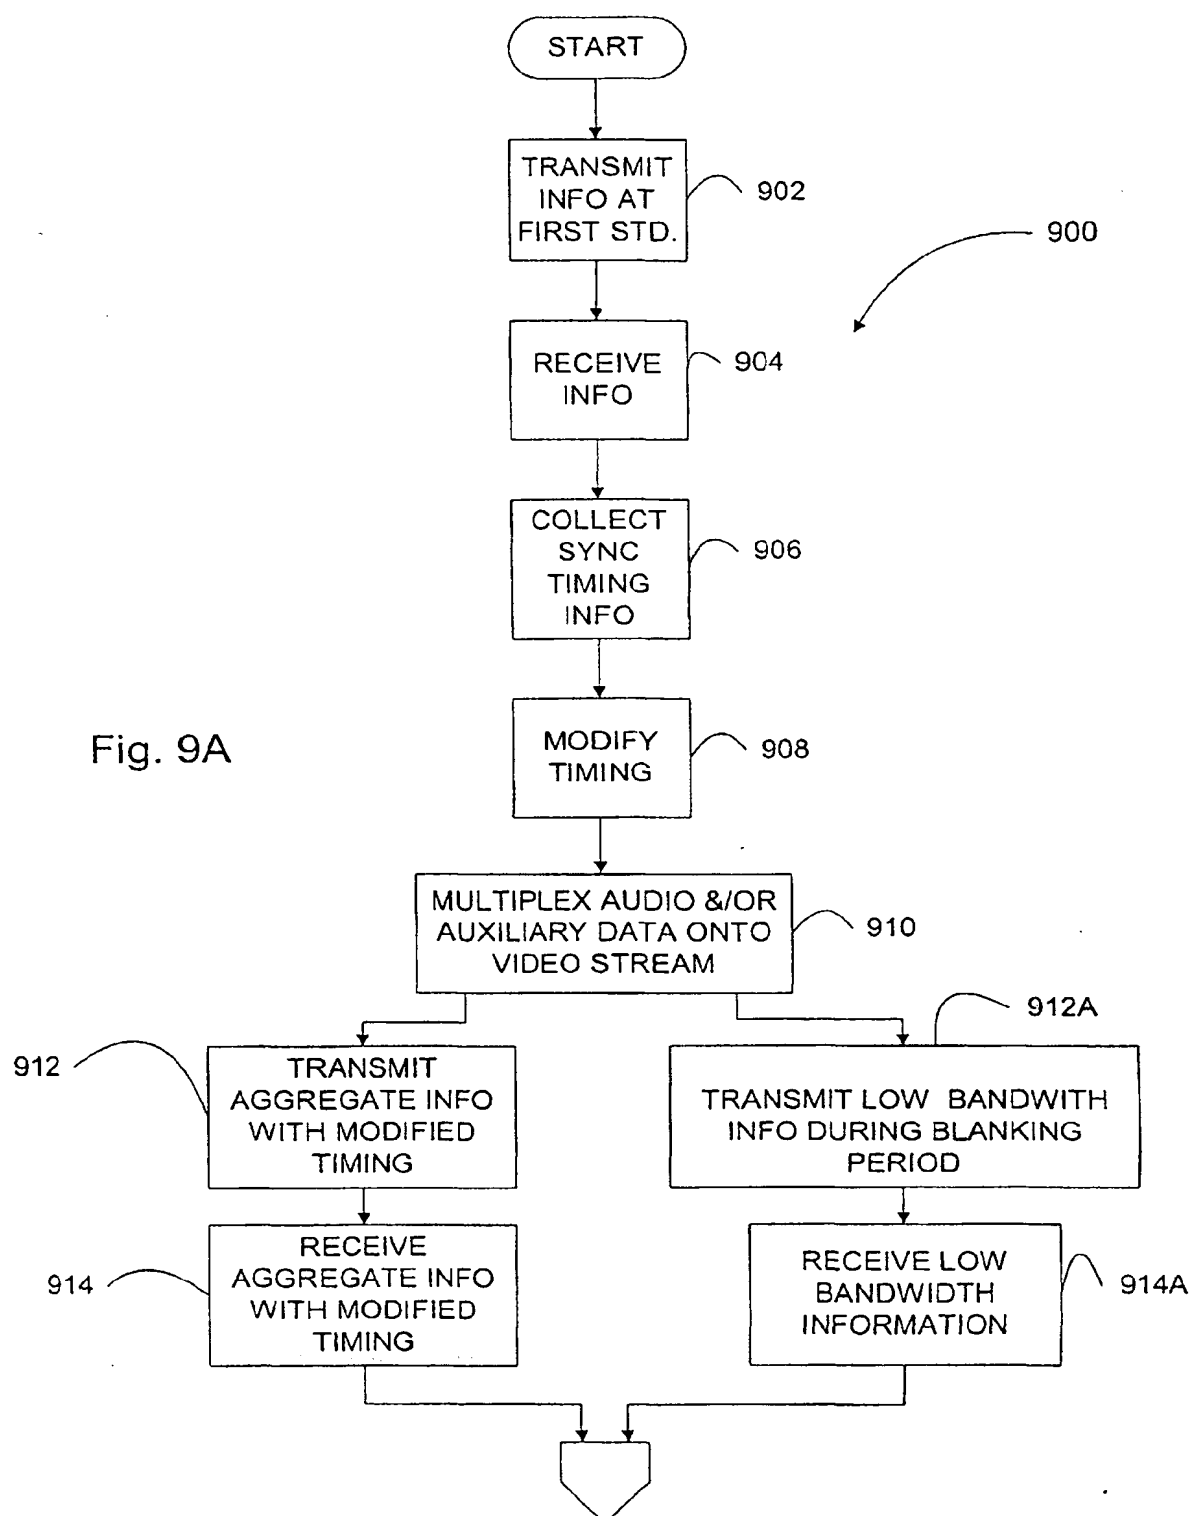 START
TRANSMIT
INFO AT
FIRST STD.
902
900
RECEIVE
INFO
904
COLLECT
SYNC
TIMING
INFO
906
Fig. 9A
MODIFY
TIMING
908
MULTIPLEX AUDIO &/OR
AUXILIARY DATA ONTO
VIDEO STREAM
910
912
TRANSMIT
AGGREGATE INFO
WITH MODIFIED
TIMING
912A
TRANSMIT LOW BANDWITH
INFO DURING BLANKING
PERIOD
914
RECEIVE
AGGREGATE INFO
WITH MODIFIED
TIMING
RECEIVE LOW
BANDWIDTH
INFORMATION
914A